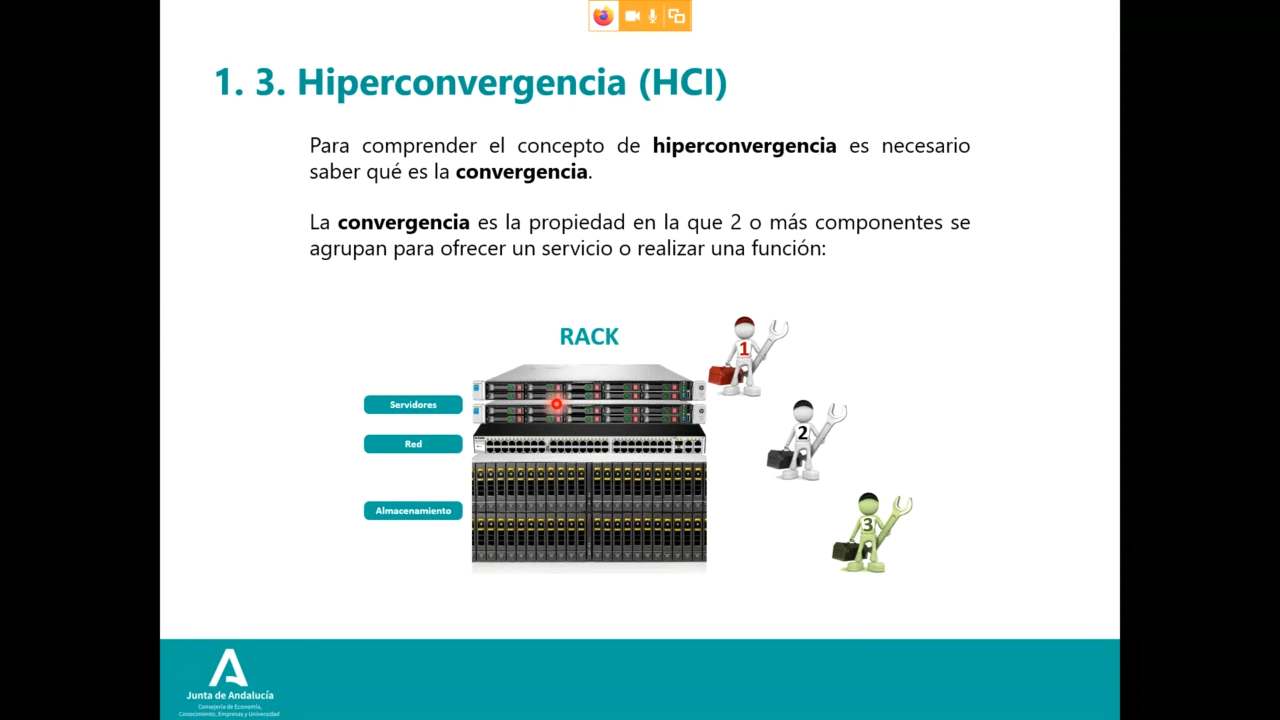 1. 3. Hiperconvergencia (HCI)
Para comprender el concepto de hiperconvergencia es necesario
saber qué es la convergencia.
La convergencia es la propiedad en la que 2 o más componentes se
agrupan para ofrecer un servicio o realizar una función:
RACK
1
Servidores
2
Red
Almacenamiento
3
Junta de Andalucía
Consejería de Economía,
Conocimiento, Empresas y Universidad